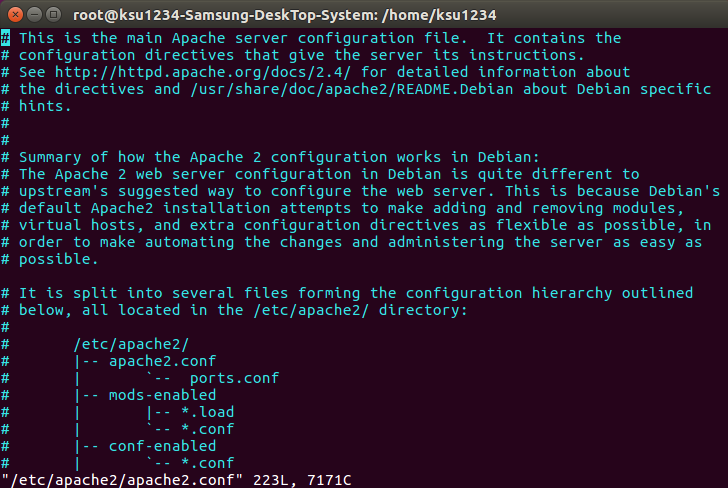 root@ksu1234-Samsung-DeskTop-System: /home/ksu1234
# This is the main Apache server configuration file.  It contains the
# configuration directives that give the server its instructions.
# See http://httpd.apache.org/docs/2.4/ for detailed information about
# the directives and /usr/share/doc/apache2/README.Debian about Debian specific
# hints.
#
#
# Summary of how the Apache 2 configuration works in Debian:
# The Apache 2 web server configuration in Debian is quite different to
# upstream's suggested way to configure the web server. This is because Debian's
# default Apache2 installation attempts to make adding and removing modules,
# virtual hosts, and extra configuration directives as flexible as possible, in
# order to make automating the changes and administering the server as easy as
# possible.

# It is split into several files forming the configuration hierarchy outlined
# below, all located in the /etc/apache2/ directory:
#
#       /etc/apache2/
#       |-- apache2.conf
#       |       `--  ports.conf
#       |-- mods-enabled
#       |       |-- *.load
#       |       `-- *.conf
#       |-- conf-enabled
#       |       `-- *.conf
"/etc/apache2/apache2.conf" 223L, 7171C